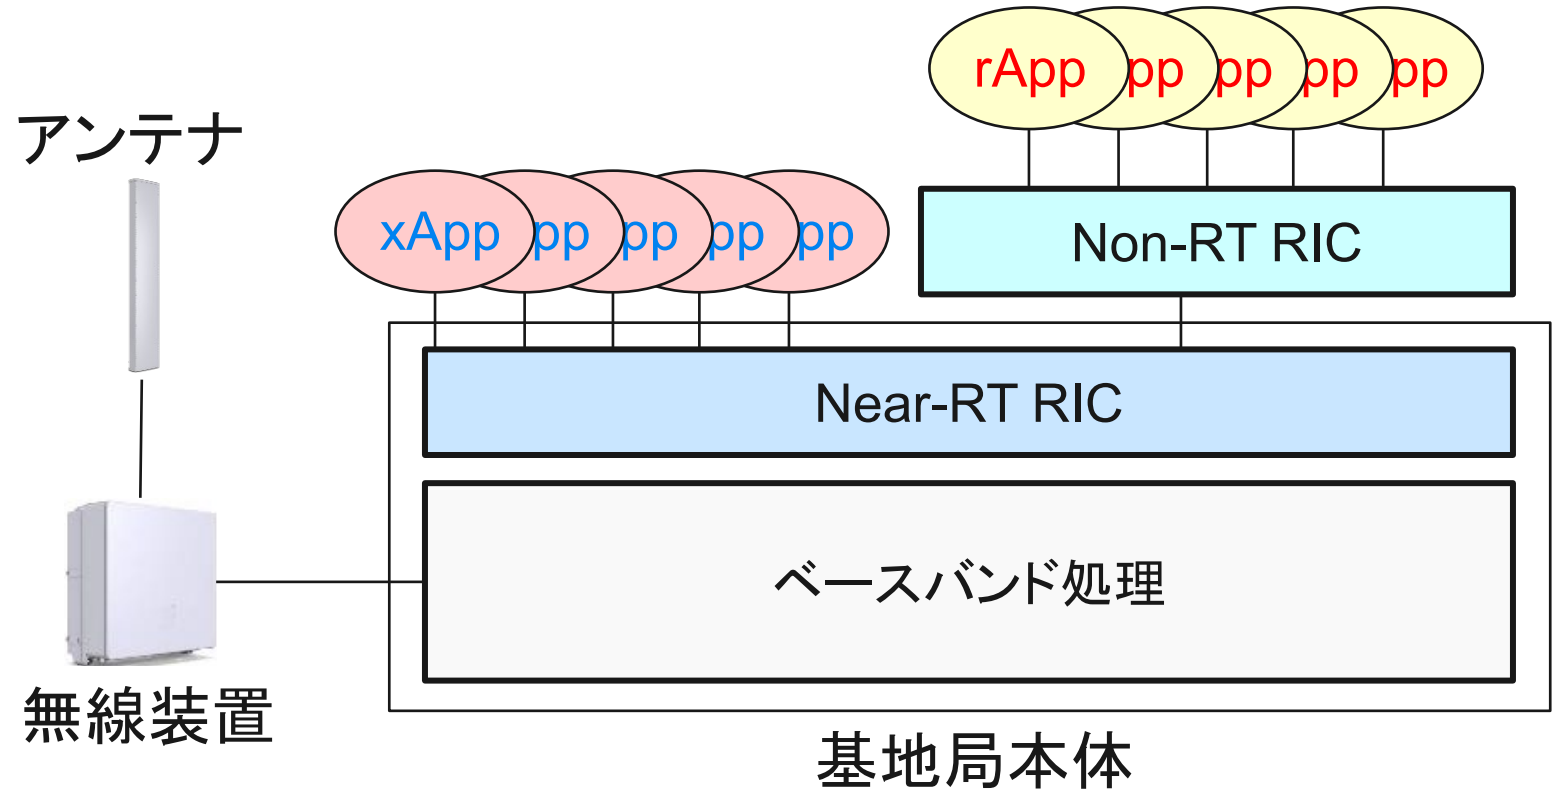 rApp pp pp pp pp
アンテナ
xApp pp pp pp pp
Non-RT RIC
Near-RT RIC
ベースバンド処理
無線装置
基地局本体